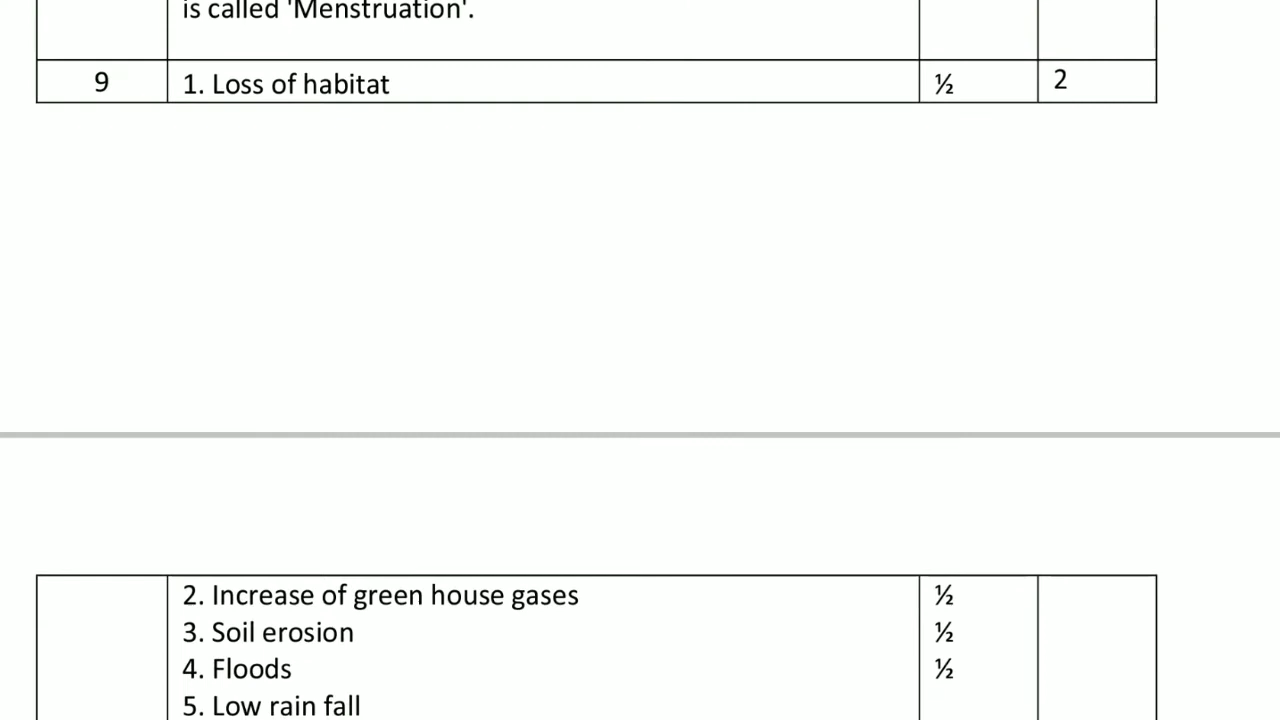 is called 'Menstruation'.
9 1. Loss of habitat ½ 2
2. Increase of green house gases ½
3. Soil erosion ½
4. Floods ½
5. Low rain fall